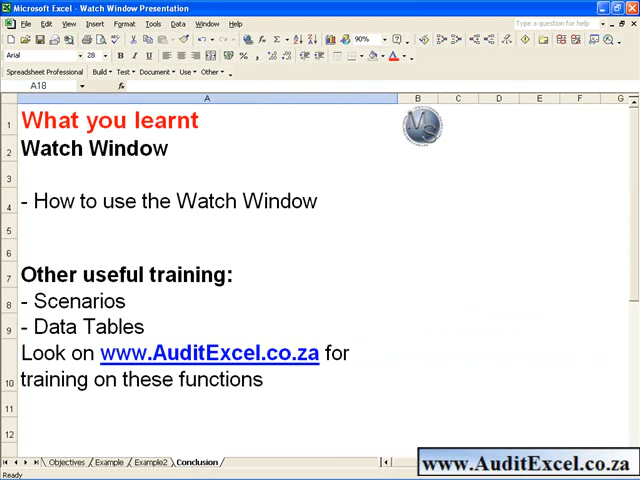 Microsoft Excel - Watch Window Presentation
File Edit View Insert Format Tools Data Window Help
Type a question for help
90%
Arial 28
Spreadsheet Professional Build Test Document Use Other
A18 fx
A B C D E F G
1 What you learnt
2 Watch Window
3
4 - How to use the Watch Window
5
6
7 Other useful training:
8 - Scenarios
9 - Data Tables
Look on www.AuditExcel.co.za for
10 training on these functions
11
12
MS
Objectives Example Example2 Conclusion
Ready
www.AuditExcel.co.za